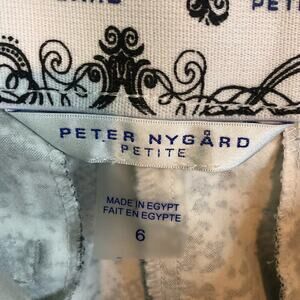 PETER NYGÅRD
PETITE
MADE IN EGYPT
FAIT EN EGYPTE
6